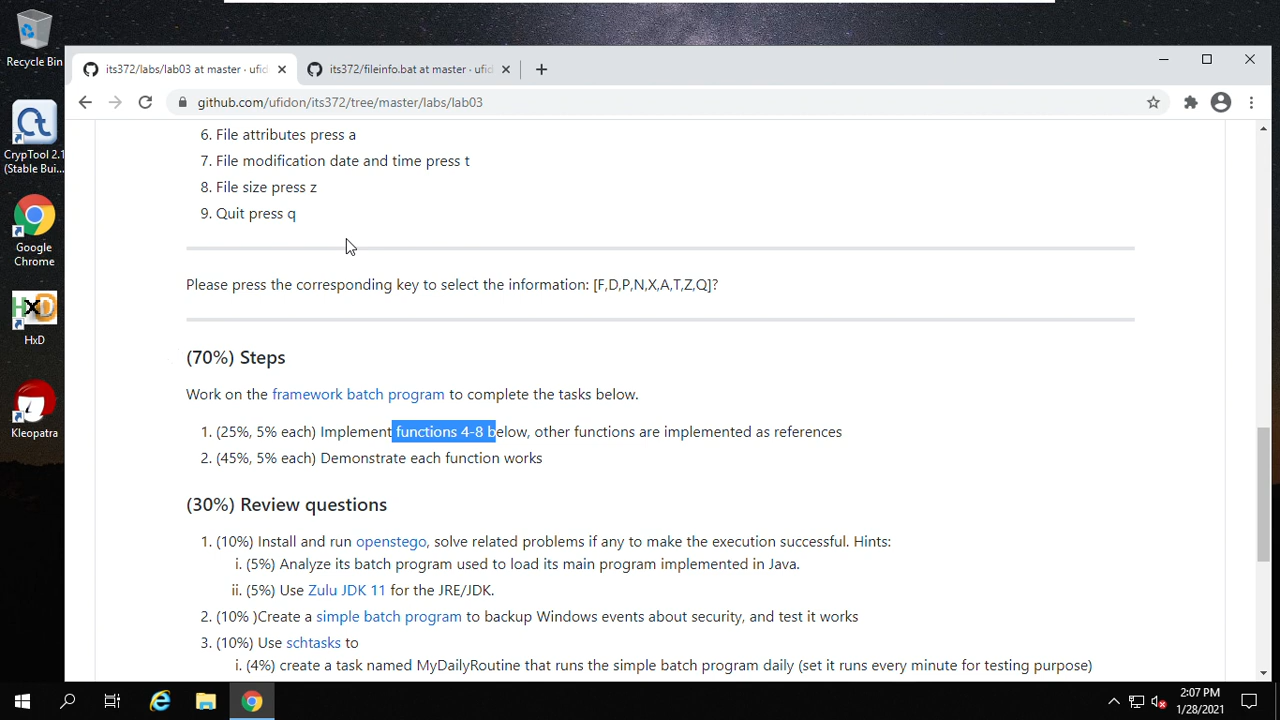 Recycle Bin
CrypTool 2.1
(Stable Bui...
Google
Chrome
HxD
Kleopatra
its372/labs/lab03 at master · ufid
its372/fileinfo.bat at master · ufid
github.com/ufidon/its372/tree/master/labs/lab03
6. File attributes press a
7. File modification date and time press t
8. File size press z
9. Quit press q
Please press the corresponding key to select the information: [F,D,P,N,X,A,T,Z,Q]?
(70%) Steps
Work on the framework batch program to complete the tasks below.
1. (25%, 5% each) Implement functions 4-8 below, other functions are implemented as references
2. (45%, 5% each) Demonstrate each function works
(30%) Review questions
1. (10%) Install and run openstego, solve related problems if any to make the execution successful. Hints:
i. (5%) Analyze its batch program used to load its main program implemented in Java.
ii. (5%) Use Zulu JDK 11 for the JRE/JDK.
2. (10% )Create a simple batch program to backup Windows events about security, and test it works
3. (10%) Use schtasks to
i. (4%) create a task named MyDailyRoutine that runs the simple batch program daily (set it runs every minute for testing purpose)
2:07 PM
1/28/2021